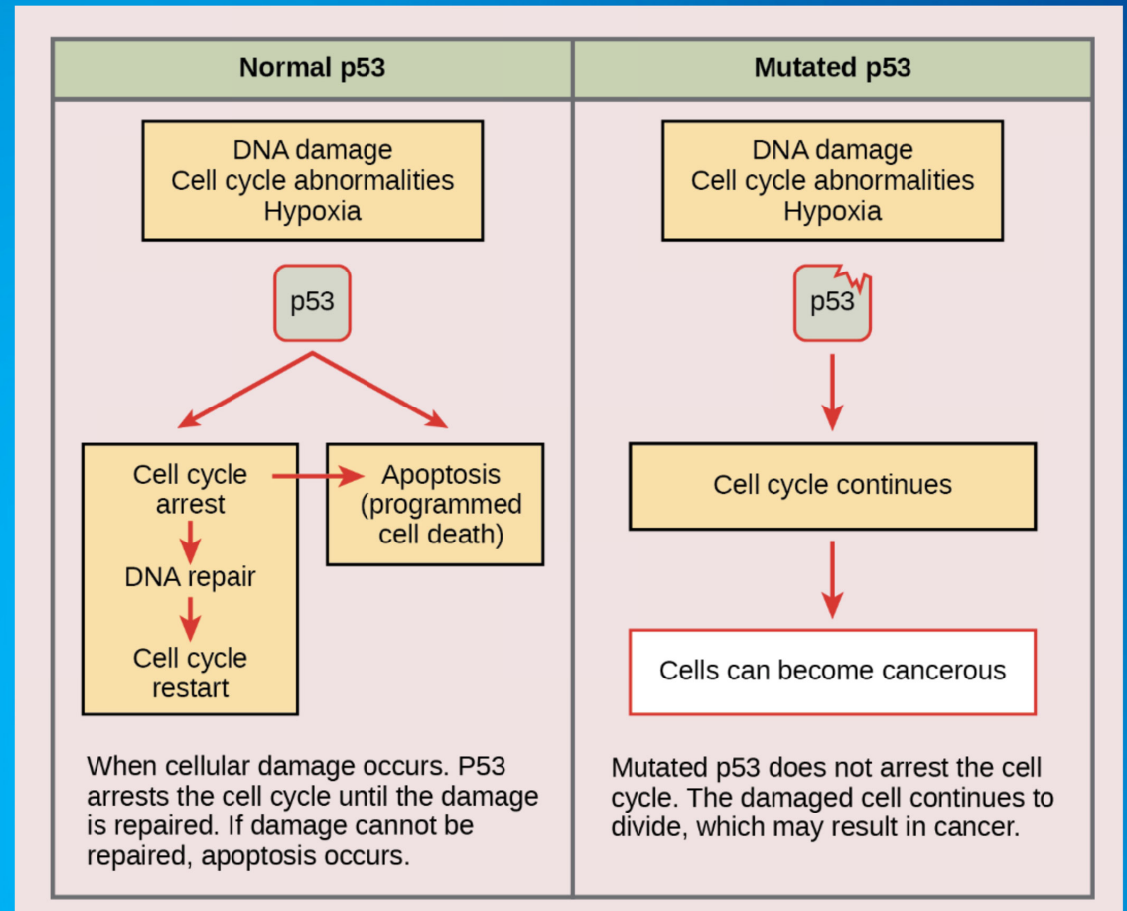 Normal p53
DNA damage
Cell cycle abnormalities
Hypoxia
p53
Cell cycle
arrest
DNA repair
Cell cycle
restart
Apoptosis
(programmed
cell death)
When cellular damage occurs. P53
arrests the cell cycle until the damage
is repaired. If damage cannot be
repaired, apoptosis occurs.
Mutated p53
DNA damage
Cell cycle abnormalities
Hypoxia
p53
Cell cycle continues
Cells can become cancerous
Mutated p53 does not arrest the cell
cycle. The damaged cell continues to
divide, which may result in cancer.